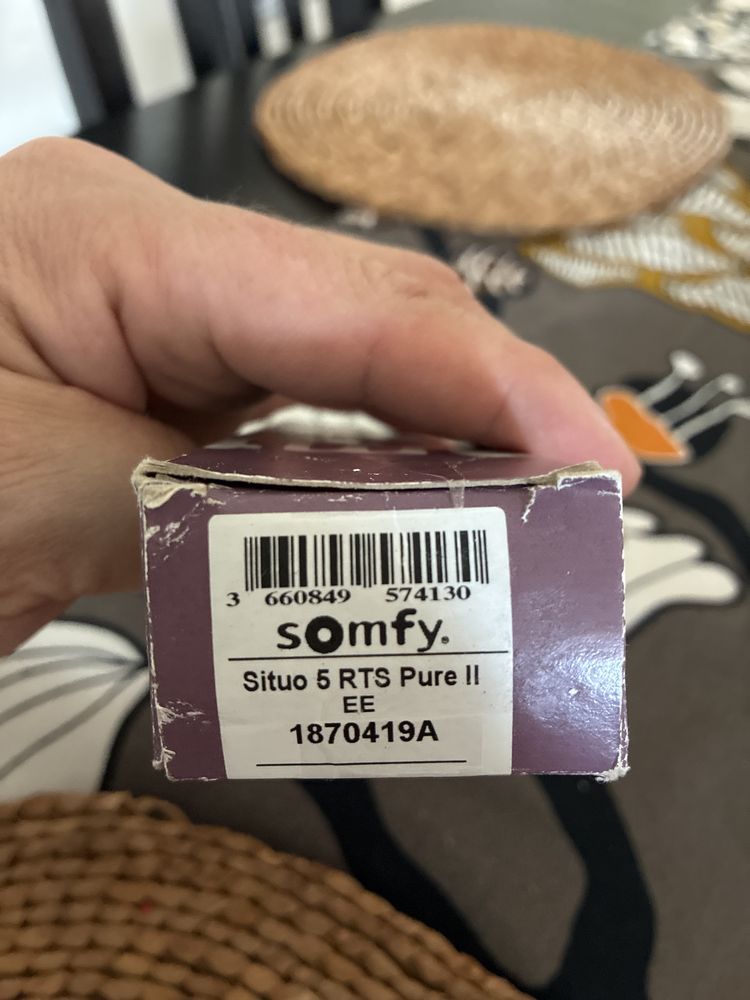 3 660849 574130
somfy.
Situo 5 RTS Pure II
EE
1870419A